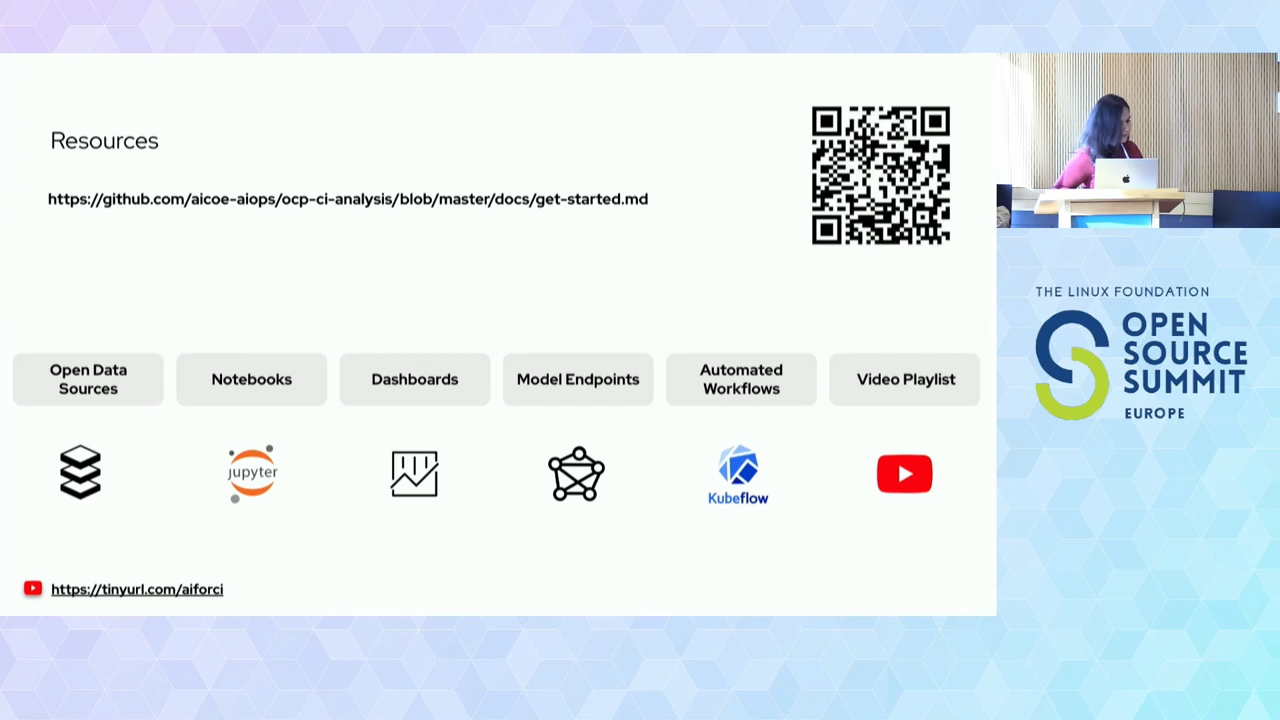 Resources
https://github.com/aicoe-aiops/ocp-ci-analysis/blob/master/docs/get-started.md
Open Data
Sources
Notebooks
Dashboards
Model Endpoints
Automated
Workflows
Video Playlist
jupyter
Kubeflow
https://tinyurl.com/aiforci
THE LINUX FOUNDATION
OPEN
SOURCE
SUMMIT
EUROPE